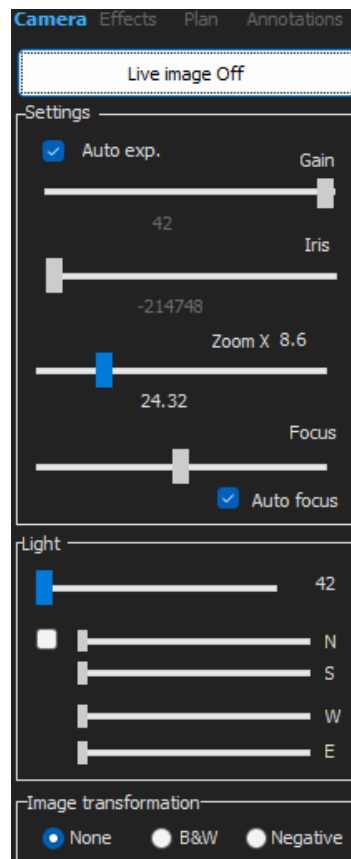 Camera Effects Plan Annotations
Live image Off
Settings
Auto exp.
Gain
42
Iris
-214748
Zoom X 8.6
24.32
Focus
Auto focus
Light
42
N
S
W
E
Image transformation
None B&W Negative